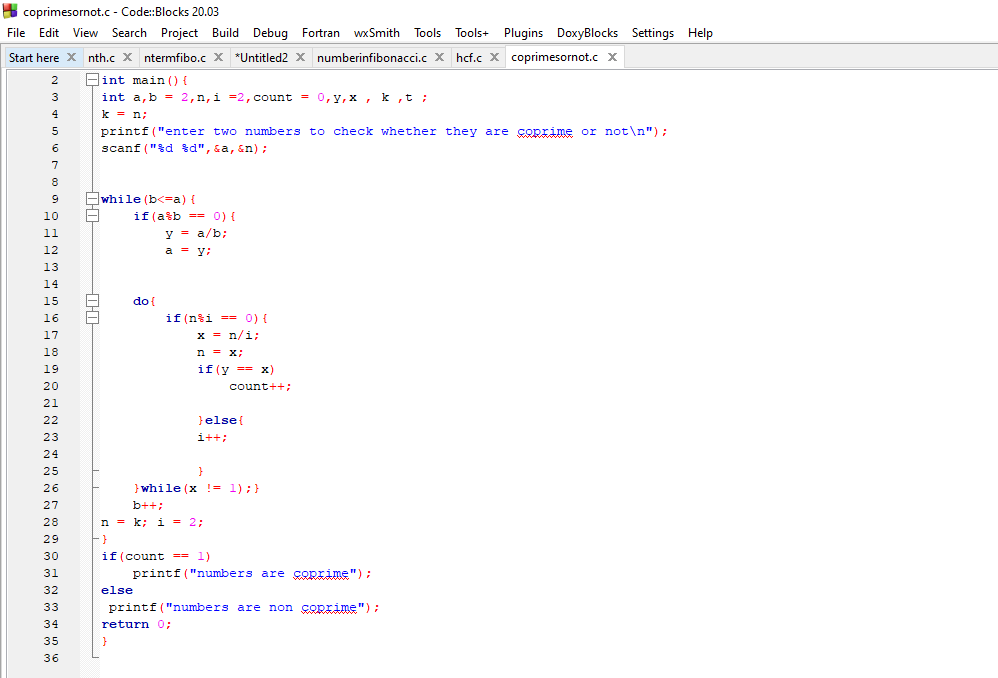 coprimesornot.c - Code::Blocks 20.03
File Edit View Search Project Build Debug Fortran wxSmith Tools Tools+ Plugins DoxyBlocks Settings Help
Start here nth.c ntermfibo.c *Untitled2 numberinfibonacci.c hcf.c coprimesornot.c
2 int main(){
3 int a,b = 2,n,i =2,count = 0,y,x , k ,t ;
4 k = n;
5 printf("enter two numbers to check whether they are coprime or not\n");
6 scanf("%d %d",&a,&n);
7
8
9 while(b<=a){
10     if(a%b == 0){
11         y = a/b;
12         a = y;
13
14
15     do{
16         if(n%i == 0){
17             x = n/i;
18             n = x;
19             if(y == x)
20                 count++;
21
22             }else{
23             i++;
24
25             }
26     }while(x != 1);}
27     b++;
28 n = k; i = 2;
29 }
30 if(count == 1)
31     printf("numbers are coprime");
32 else
33  printf("numbers are non coprime");
34 return 0;
35 }
36